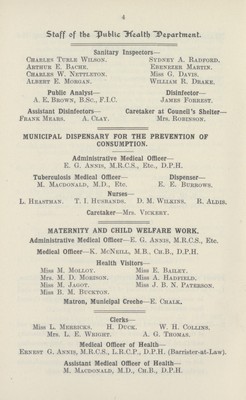 4
Staff of the Public Health Department.
Sanitary Inspectors—
Charles Turle Wilson. Sydney A. Radford.
Arthur E. Bache. Ebenezer Martin.
Charles W. Nettleton. Miss G. Davis.
Albert E. Morgan. William R. Drake.
Public Analyst— Disinfector—
A. E. Brown, B.Sc., F.I.C. James Forrest.
Assistant Disinfectors— Caretaker at Council's Shelter—
Frank Mears. A. Clay. Mrs. Robinson.
MUNICIPAL DISPENSARY FOR THE PREVENTION OF
CONSUMPTION.
Administrative Medical Officer—
E. G. Annis, M.R.C.S., Etc., D.P.H.
Tuberculosis Medical Officer— Dispenser—
M. Macdonald, M.D., Etc. E. E. Burrows.
Nurses—
L. Heastman. T. I. Husbands. D. M. Wilkins. R. Aldis.
Caretaker—Mrs. Vickery.
MATERNITY AND CHILD WELFARE WORK.
Administrative Medical Officer—E. G. Annis, M.R.C.S., Etc.
Medical Officer—K. McNeill, M.B., Ch.B., D.P.H.
Health Visitors—
Miss M. Molloy. Miss E. Bailey.
Mrs. M. D. Mordson. Miss A. Hadfield.
Miss M. Jagot. Miss J. B. N. Paterson.
Miss B. M. Buckton.
Matron, Municipal Creche—E. Chalk.
Clerks—
Miss L. Merricks. H. Duck. W. H. Collins.
Mrs. L. E. Wright. A. G. Thomas.
Medical Officer of Health—
Ernest G. Annis, M.R.C.S., L.R.C.P., D.P.H. (Barrister-at-Law).
Assistant Medical Officer of Health—
M. Macdonald, M.D., Ch.B., D.P.H.